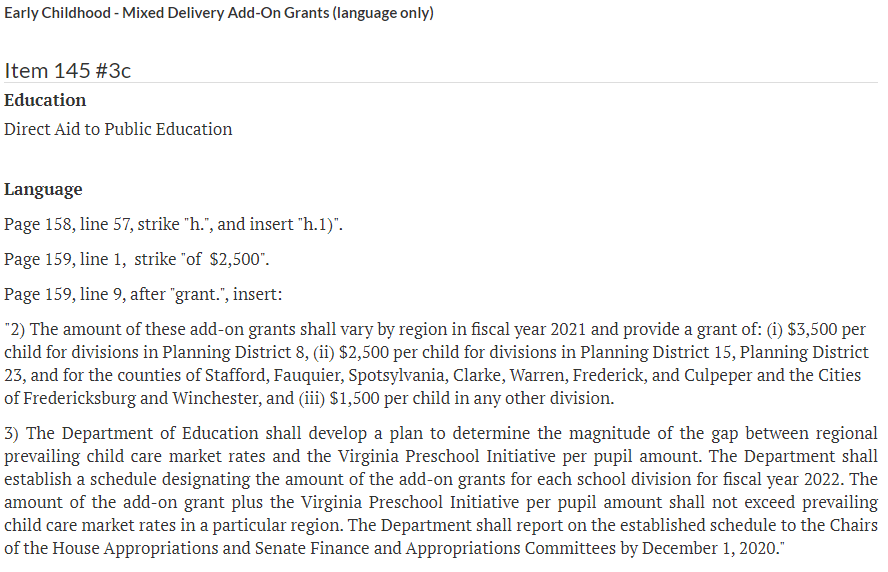 Early Childhood - Mixed Delivery Add-On Grants (language only)
Item 145 #3c
Education
Direct Aid to Public Education
Language
Page 158, line 57, strike "h.", and insert "h.1)".
Page 159, line 1,  strike "of  $2,500".
Page 159, line 9, after "grant.", insert:
"2) The amount of these add-on grants shall vary by region in fiscal year 2021 and provide a grant of: (i) $3,500 per
child for divisions in Planning District 8, (ii) $2,500 per child for divisions in Planning District 15, Planning District
23, and for the counties of Stafford, Fauquier, Spotsylvania, Clarke, Warren, Frederick, and Culpeper and the Cities
of Fredericksburg and Winchester, and (iii) $1,500 per child in any other division.
3) The Department of Education shall develop a plan to determine the magnitude of the gap between regional
prevailing child care market rates and the Virginia Preschool Initiative per pupil amount. The Department shall
establish a schedule designating the amount of the add-on grants for each school division for fiscal year 2022. The
amount of the add-on grant plus the Virginia Preschool Initiative per pupil amount shall not exceed prevailing
child care market rates in a particular region. The Department shall report on the established schedule to the Chairs
of the House Appropriations and Senate Finance and Appropriations Committees by December 1, 2020."